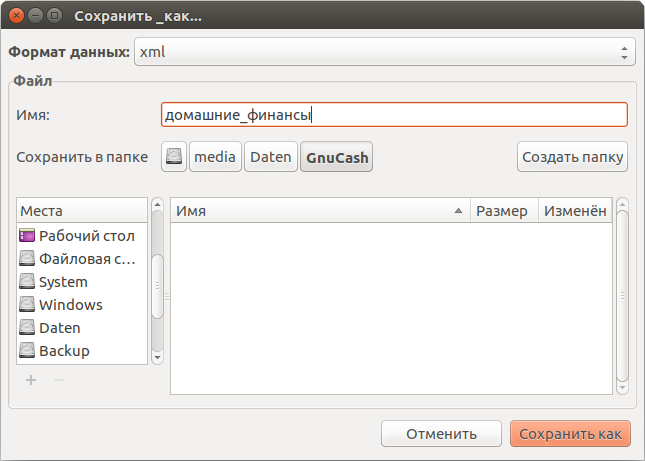 Сохранить _как...
Формат данных: xml
Файл
Имя: домашние_финансы
Сохранить в папке media Daten GnuCash Создать папку
Места Имя Размер Изменён
Рабочий стол
Файловая с...
System
Windows
Daten
Backup
Отменить Сохранить как